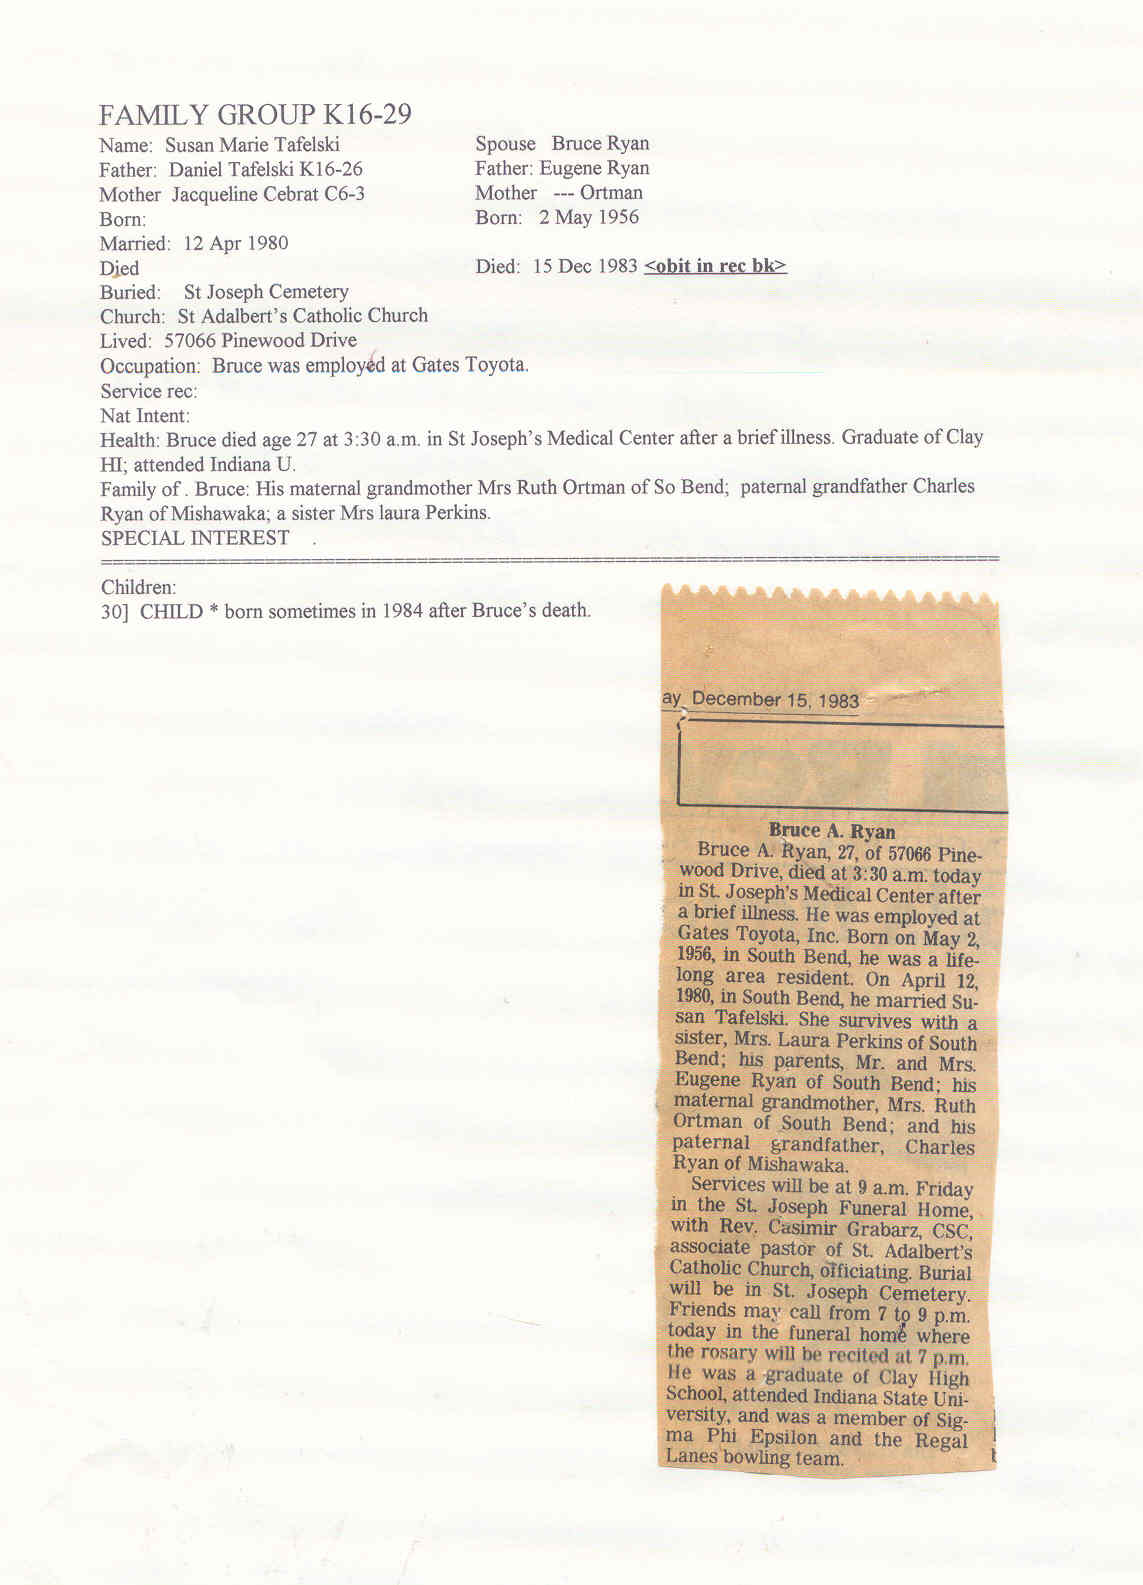 FAMILY GROUP K16-29
Name: Susan Marie Tafelski Spouse Bruce Ryan
Father: Daniel Tafelski K16-26 Father: Eugene Ryan
Mother Jacqueline Cebrat C6-3 Mother --- Ortman
Born: Born: 2 May 1956
Married: 12 Apr 1980
Died Died: 15 Dec 1983 <obit in rec bk>
Buried: St Joseph Cemetery
Church: St Adalbert's Catholic Church
Lived: 57066 Pinewood Drive
Occupation: Bruce was employed at Gates Toyota.
Service rec:
Nat Intent:
Health: Bruce died age 27 at 3:30 a.m. in St Joseph's Medical Center after a brief illness. Graduate of Clay
HI; attended Indiana U.
Family of . Bruce: His maternal grandmother Mrs Ruth Ortman of So Bend; paternal grandfather Charles
Ryan of Mishawaka; a sister Mrs laura Perkins.
SPECIAL INTEREST .
Children:
30] CHILD * born sometimes in 1984 after Bruce's death.
ay, December 15, 1983
Bruce A. Ryan
Bruce A. Ryan, 27, of 57066 Pine-
wood Drive, died at 3:30 a.m. today
in St. Joseph's Medical Center after
a brief illness. He was employed at
Gates Toyota, Inc. Born on May 2,
1956, in South Bend, he was a life-
long area resident. On April 12,
1980, in South Bend, he married Su-
san Tafelski. She survives with a
sister, Mrs. Laura Perkins of South
Bend; his parents, Mr. and Mrs.
Eugene Ryan of South Bend; his
maternal grandmother, Mrs. Ruth
Ortman of South Bend; and his
paternal grandfather, Charles
Ryan of Mishawaka.
Services will be at 9 a.m. Friday
in the St. Joseph Funeral Home,
with Rev. Casimir Grabarz, CSC,
associate pastor of St. Adalbert's
Catholic Church, officiating. Burial
will be in St. Joseph Cemetery.
Friends may call from 7 to 9 p.m.
today in the funeral home where
the rosary will be recited at 7 p.m.
He was a graduate of Clay High
School, attended Indiana State Uni-
versity, and was a member of Sig-
ma Phi Epsilon and the Regal
Lanes bowling team.